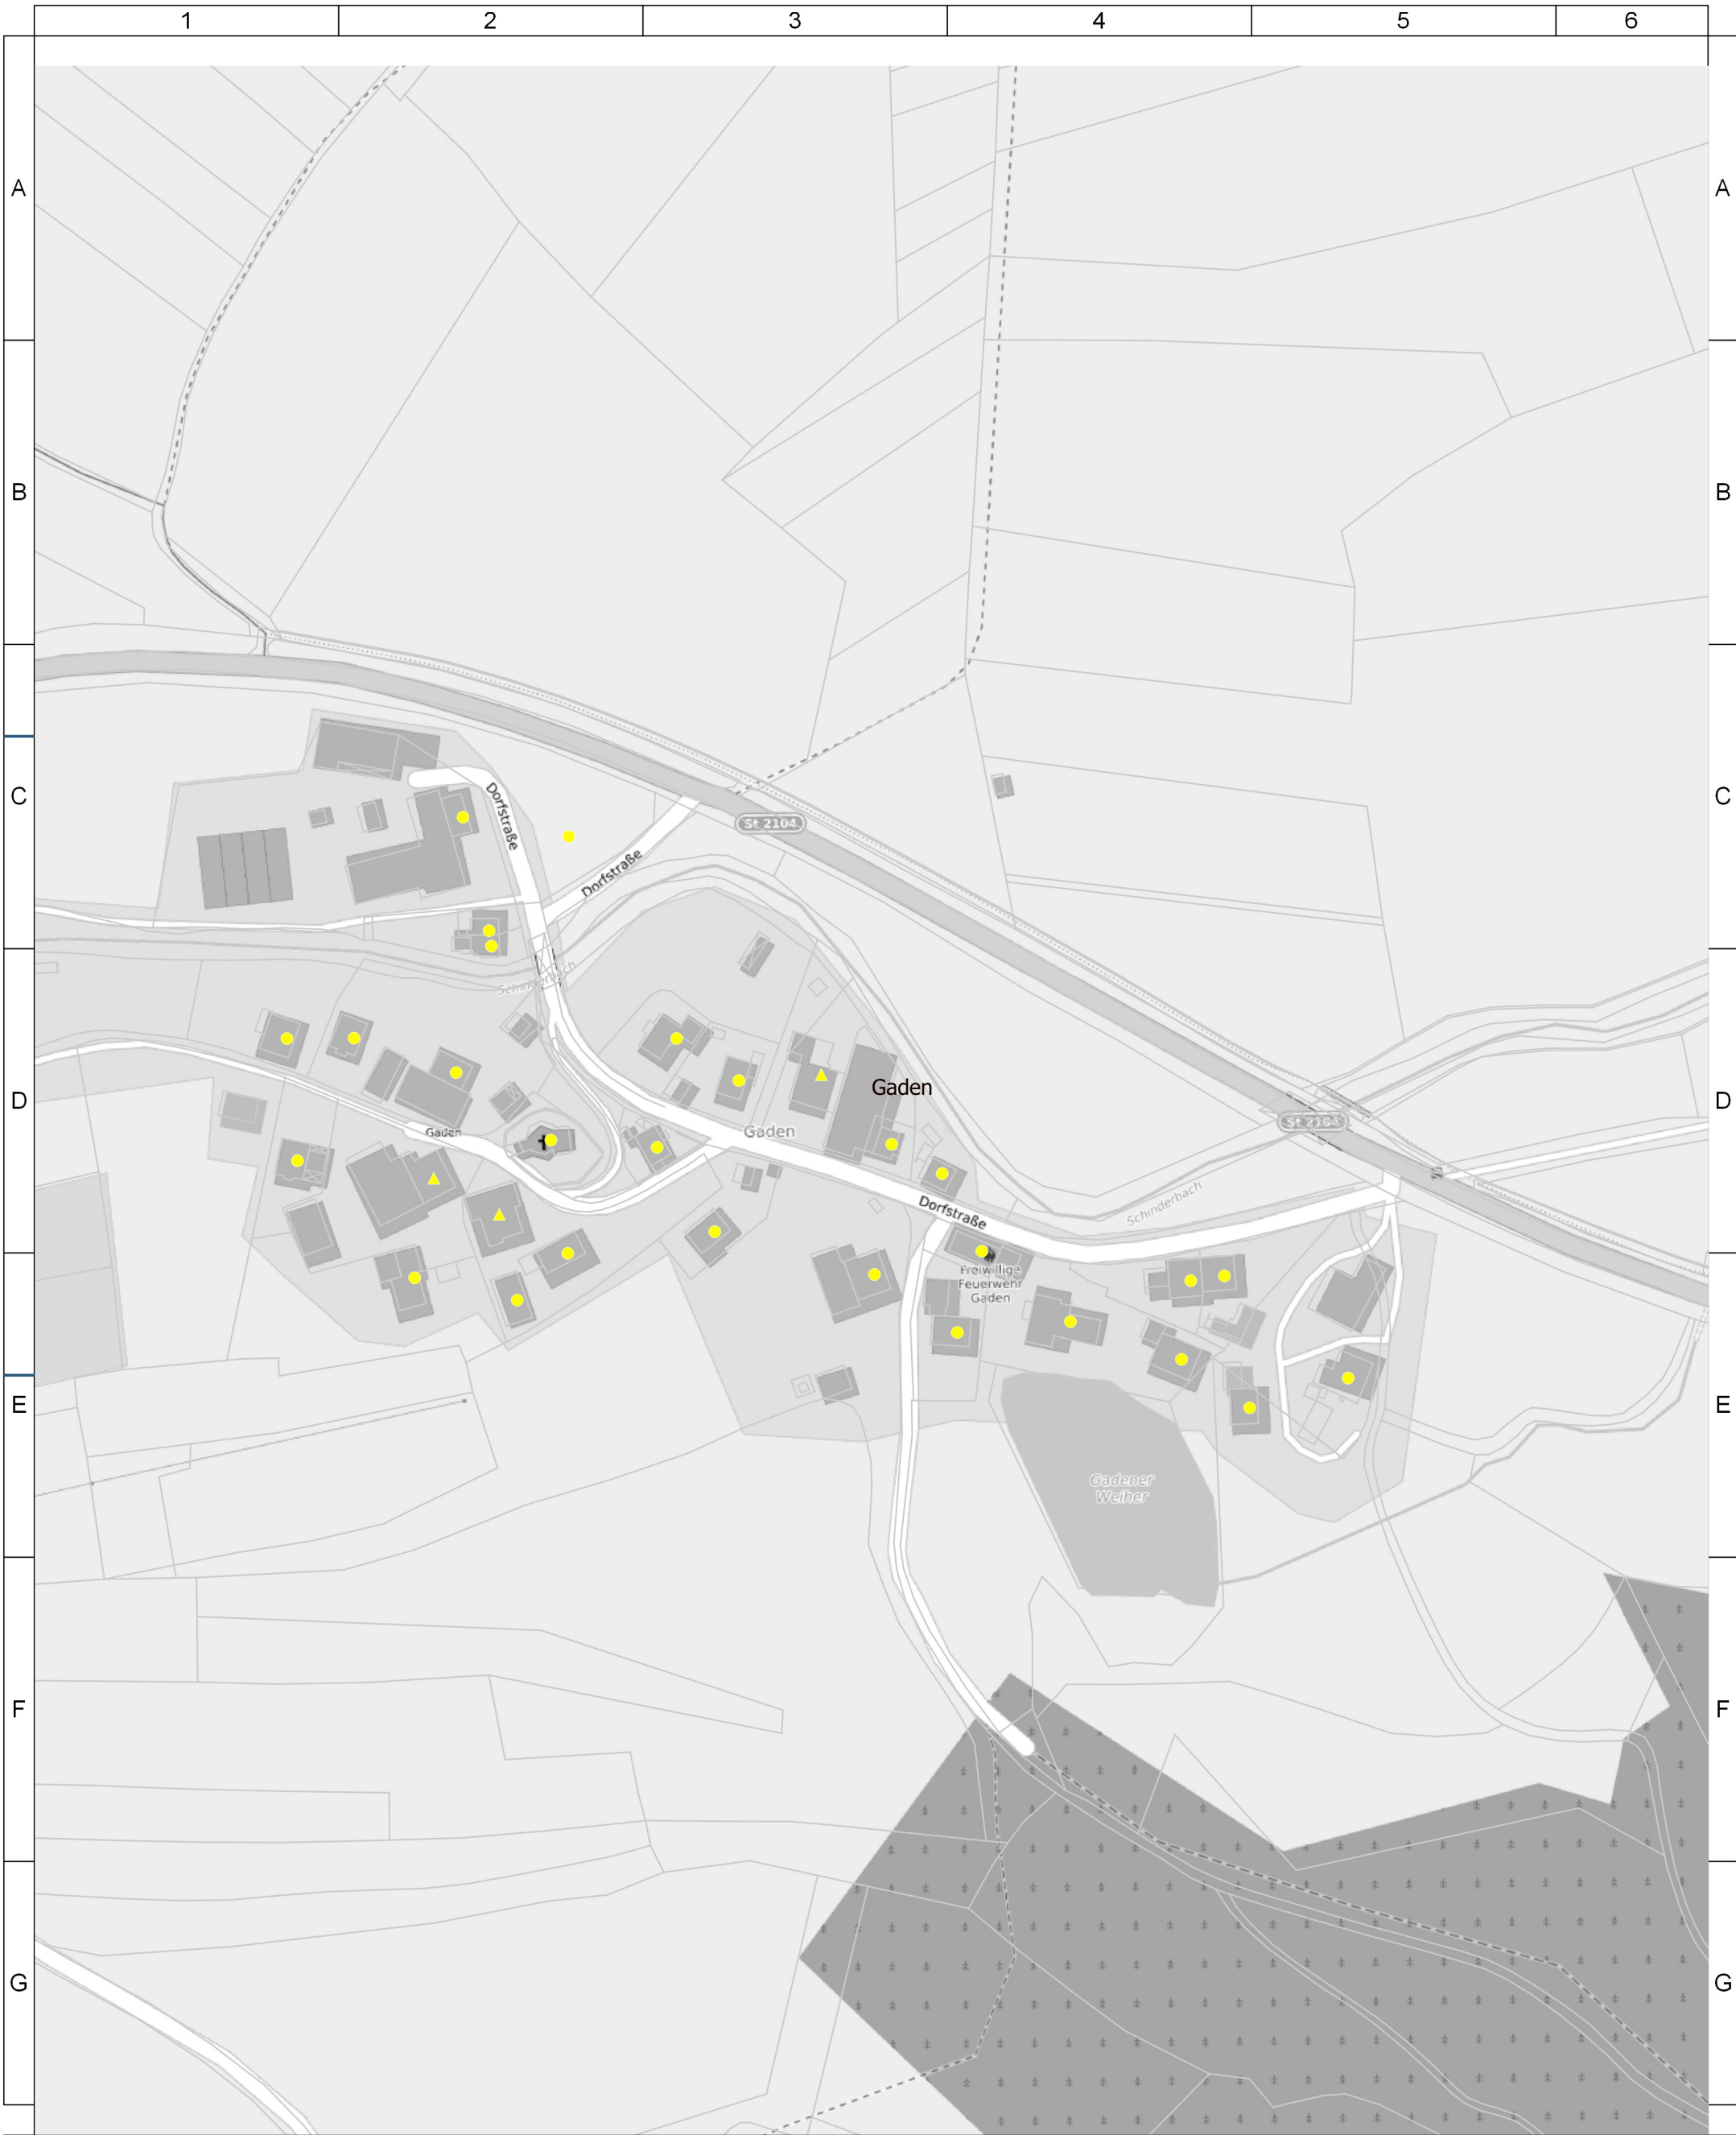 1 2 3 4 5 6
A A
B B
C C
Dorfstraße
St 2104
Dorfstraße
Schinderbach
D D
Gaden
St 2104
Gaden
Gaden
Schinderbach
Dorfstraße
Freiwillige
Feuerwehr
Gaden
E E
Gadener
Weiher
F F
G G